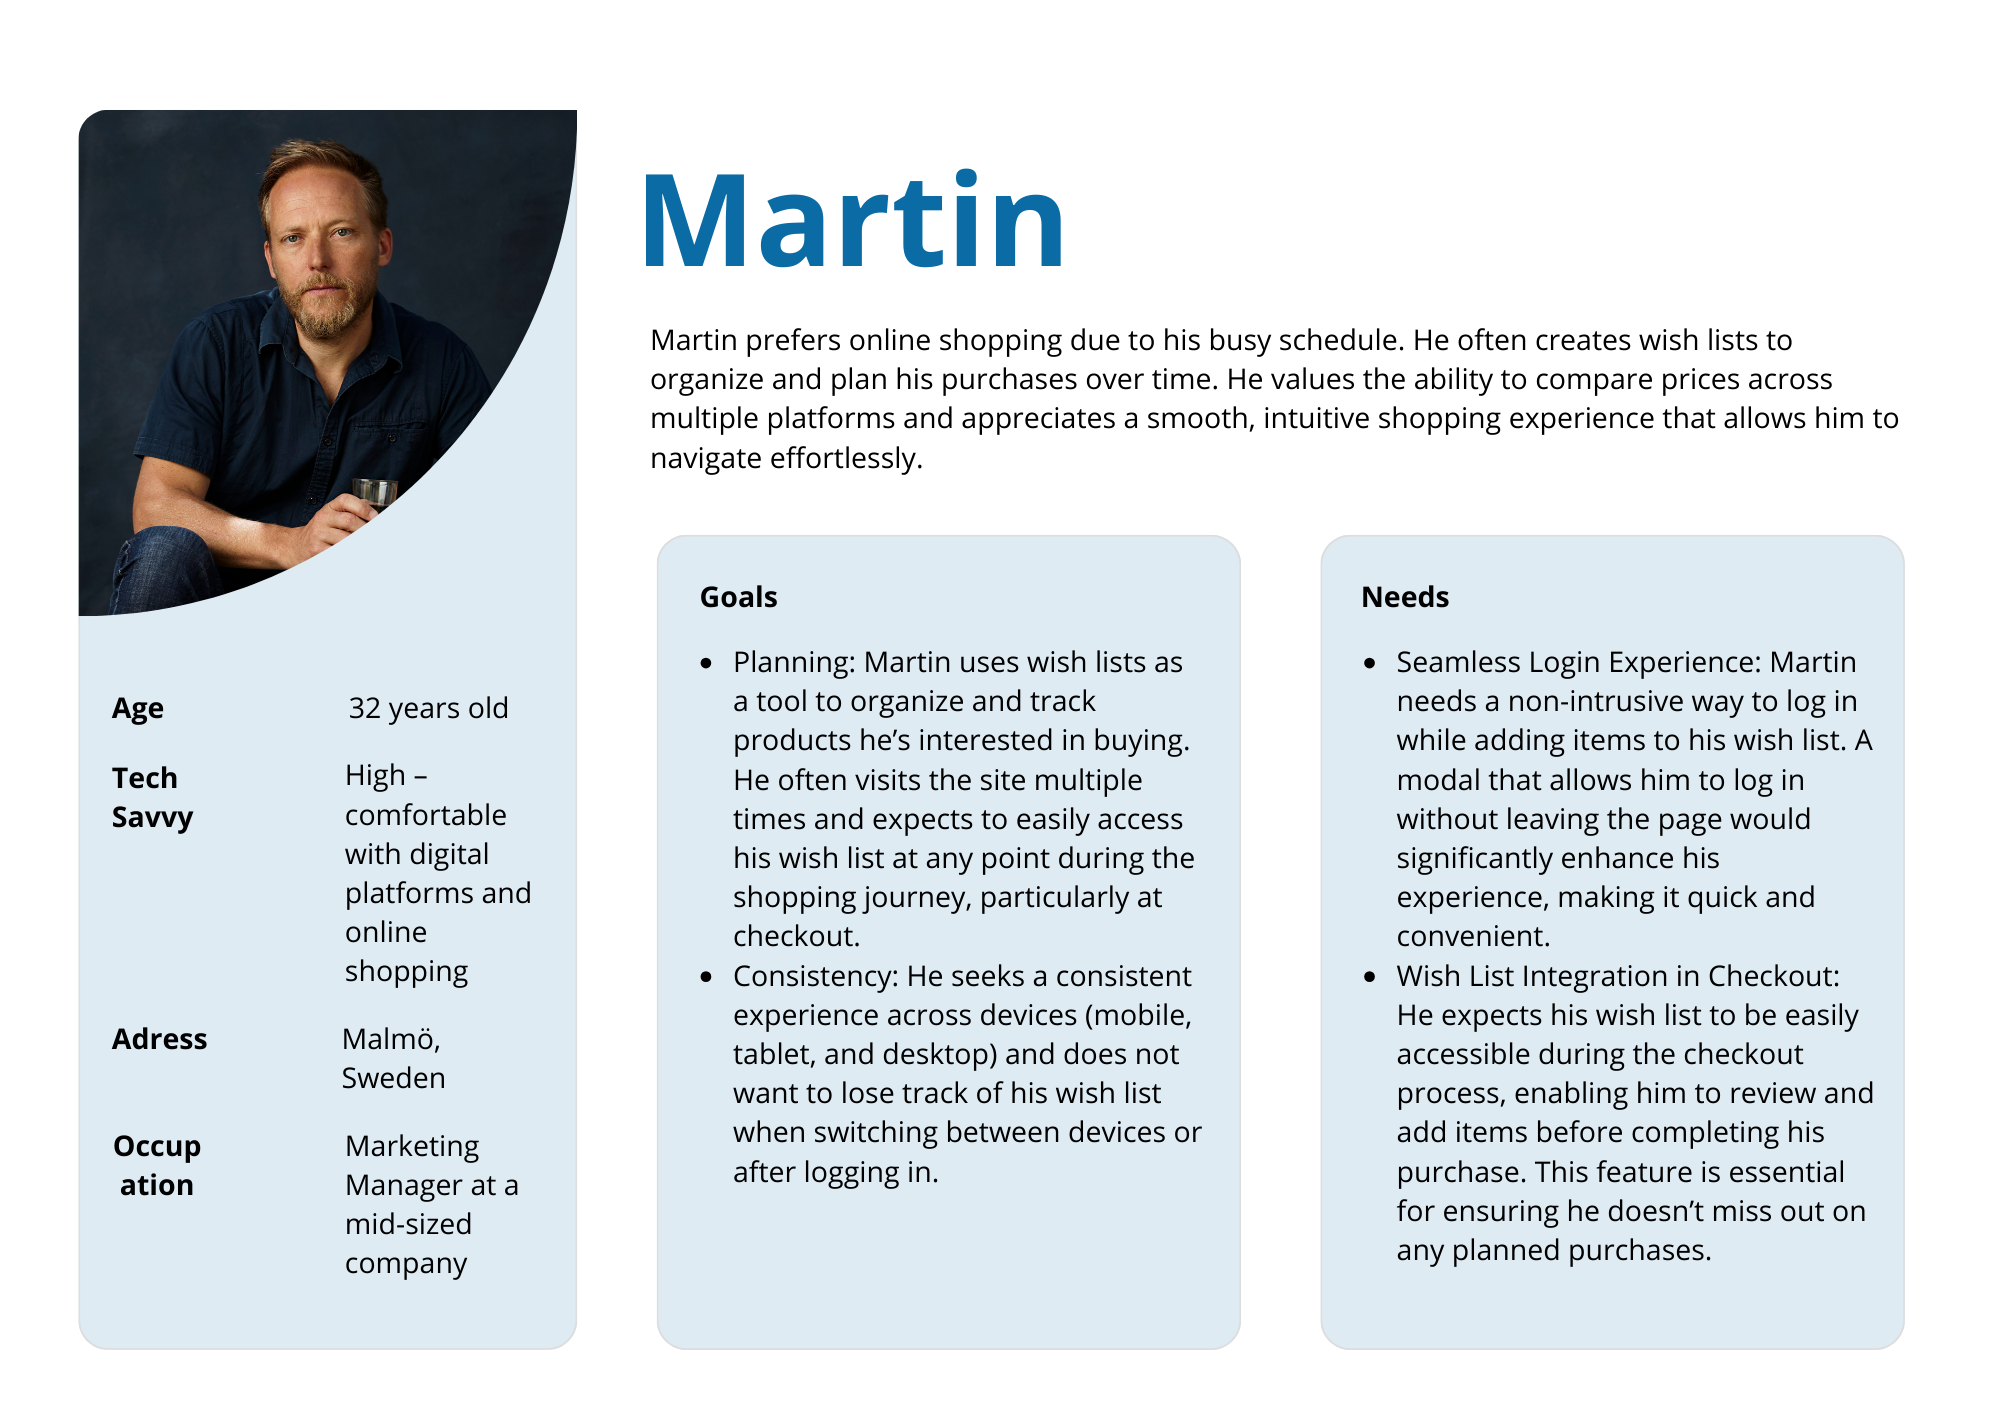 Martin
Martin prefers online shopping due to his busy schedule. He often creates wish lists to
organize and plan his purchases over time. He values the ability to compare prices across
multiple platforms and appreciates a smooth, intuitive shopping experience that allows him to
navigate effortlessly.
Age
32 years old
Tech
Savvy
High –
comfortable
with digital
platforms and
online
shopping
Adress
Malmö,
Sweden
Occup
ation
Marketing
Manager at a
mid-sized
company
Goals
• Planning: Martin uses wish lists as
a tool to organize and track
products he’s interested in buying.
He often visits the site multiple
times and expects to easily access
his wish list at any point during the
shopping journey, particularly at
checkout.
• Consistency: He seeks a consistent
experience across devices (mobile,
tablet, and desktop) and does not
want to lose track of his wish list
when switching between devices or
after logging in.
Needs
• Seamless Login Experience: Martin
needs a non-intrusive way to log in
while adding items to his wish list. A
modal that allows him to log in
without leaving the page would
significantly enhance his
experience, making it quick and
convenient.
• Wish List Integration in Checkout:
He expects his wish list to be easily
accessible during the checkout
process, enabling him to review and
add items before completing his
purchase. This feature is essential
for ensuring he doesn’t miss out on
any planned purchases.